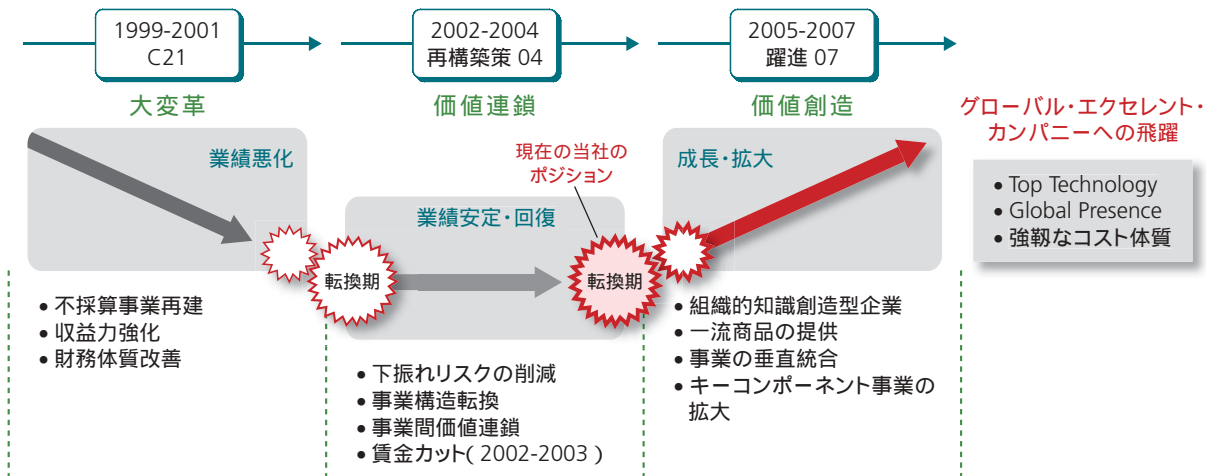 1999-2001
C21
2002-2004
再構築策 04
2005-2007
躍進 07
大変革
価値連鎖
価値創造
グローバル・エクセレント・
カンパニーへの飛躍
業績悪化
現在の当社の
ポジション
成長・拡大
業績安定・回復
転換期
転換期
• Top Technology
• Global Presence
• 強靱なコスト体質
• 不採算事業再建
• 収益力強化
• 財務体質改善
• 下振れリスクの削減
• 事業構造転換
• 事業間価値連鎖
• 賃金カット( 2002-2003 )
• 組織的知識創造型企業
• 一流商品の提供
• 事業の垂直統合
• キーコンポーネント事業の
拡大